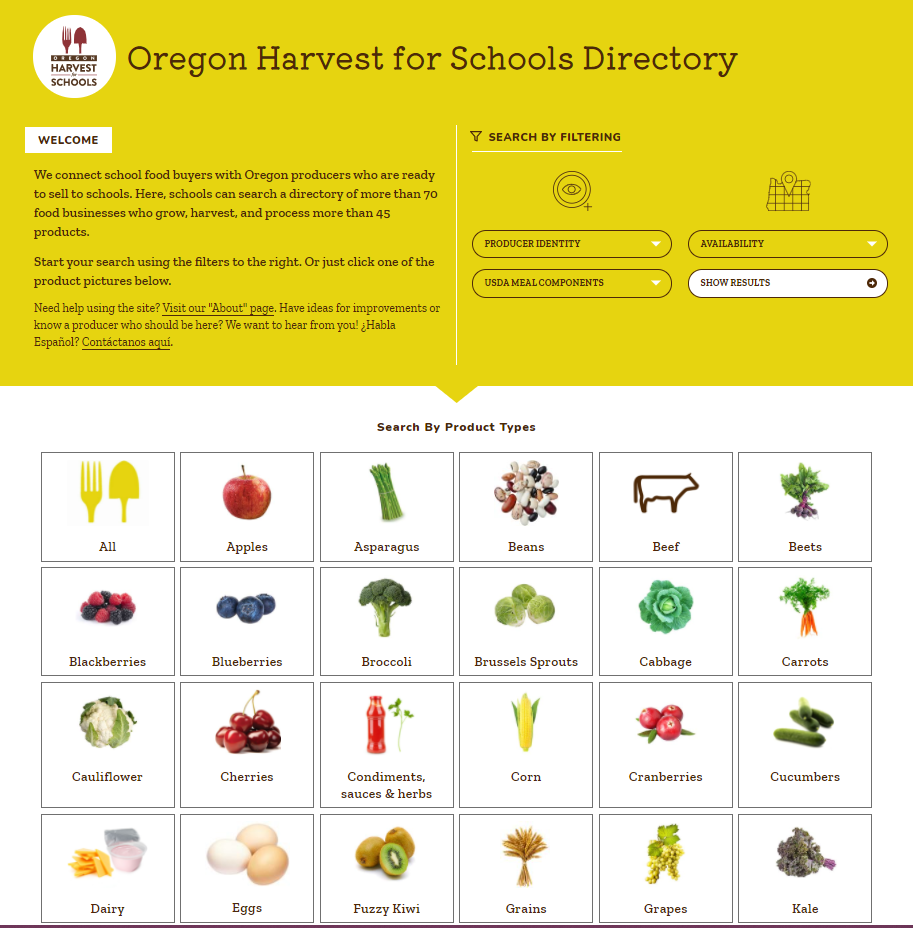 OREGON
HARVEST
for
SCHOOLS
Oregon Harvest for Schools Directory
WELCOME
We connect school food buyers with Oregon producers who are ready
to sell to schools. Here, schools can search a directory of more than 70
food businesses who grow, harvest, and process more than 45
products.
Start your search using the filters to the right. Or just click one of the
product pictures below.
Need help using the site? Visit our "About" page. Have ideas for improvements or
know a producer who should be here? We want to hear from you! ¿Habla
Español? Contáctanos aquí.
SEARCH BY FILTERING
PRODUCER IDENTITY
AVAILABILITY
USDA MEAL COMPONENTS
SHOW RESULTS
Search By Product Types
All
Apples
Asparagus
Beans
Beef
Beets
Blackberries
Blueberries
Broccoli
Brussels Sprouts
Cabbage
Carrots
Cauliflower
Cherries
Condiments,
sauces & herbs
Corn
Cranberries
Cucumbers
Dairy
Eggs
Fuzzy Kiwi
Grains
Grapes
Kale